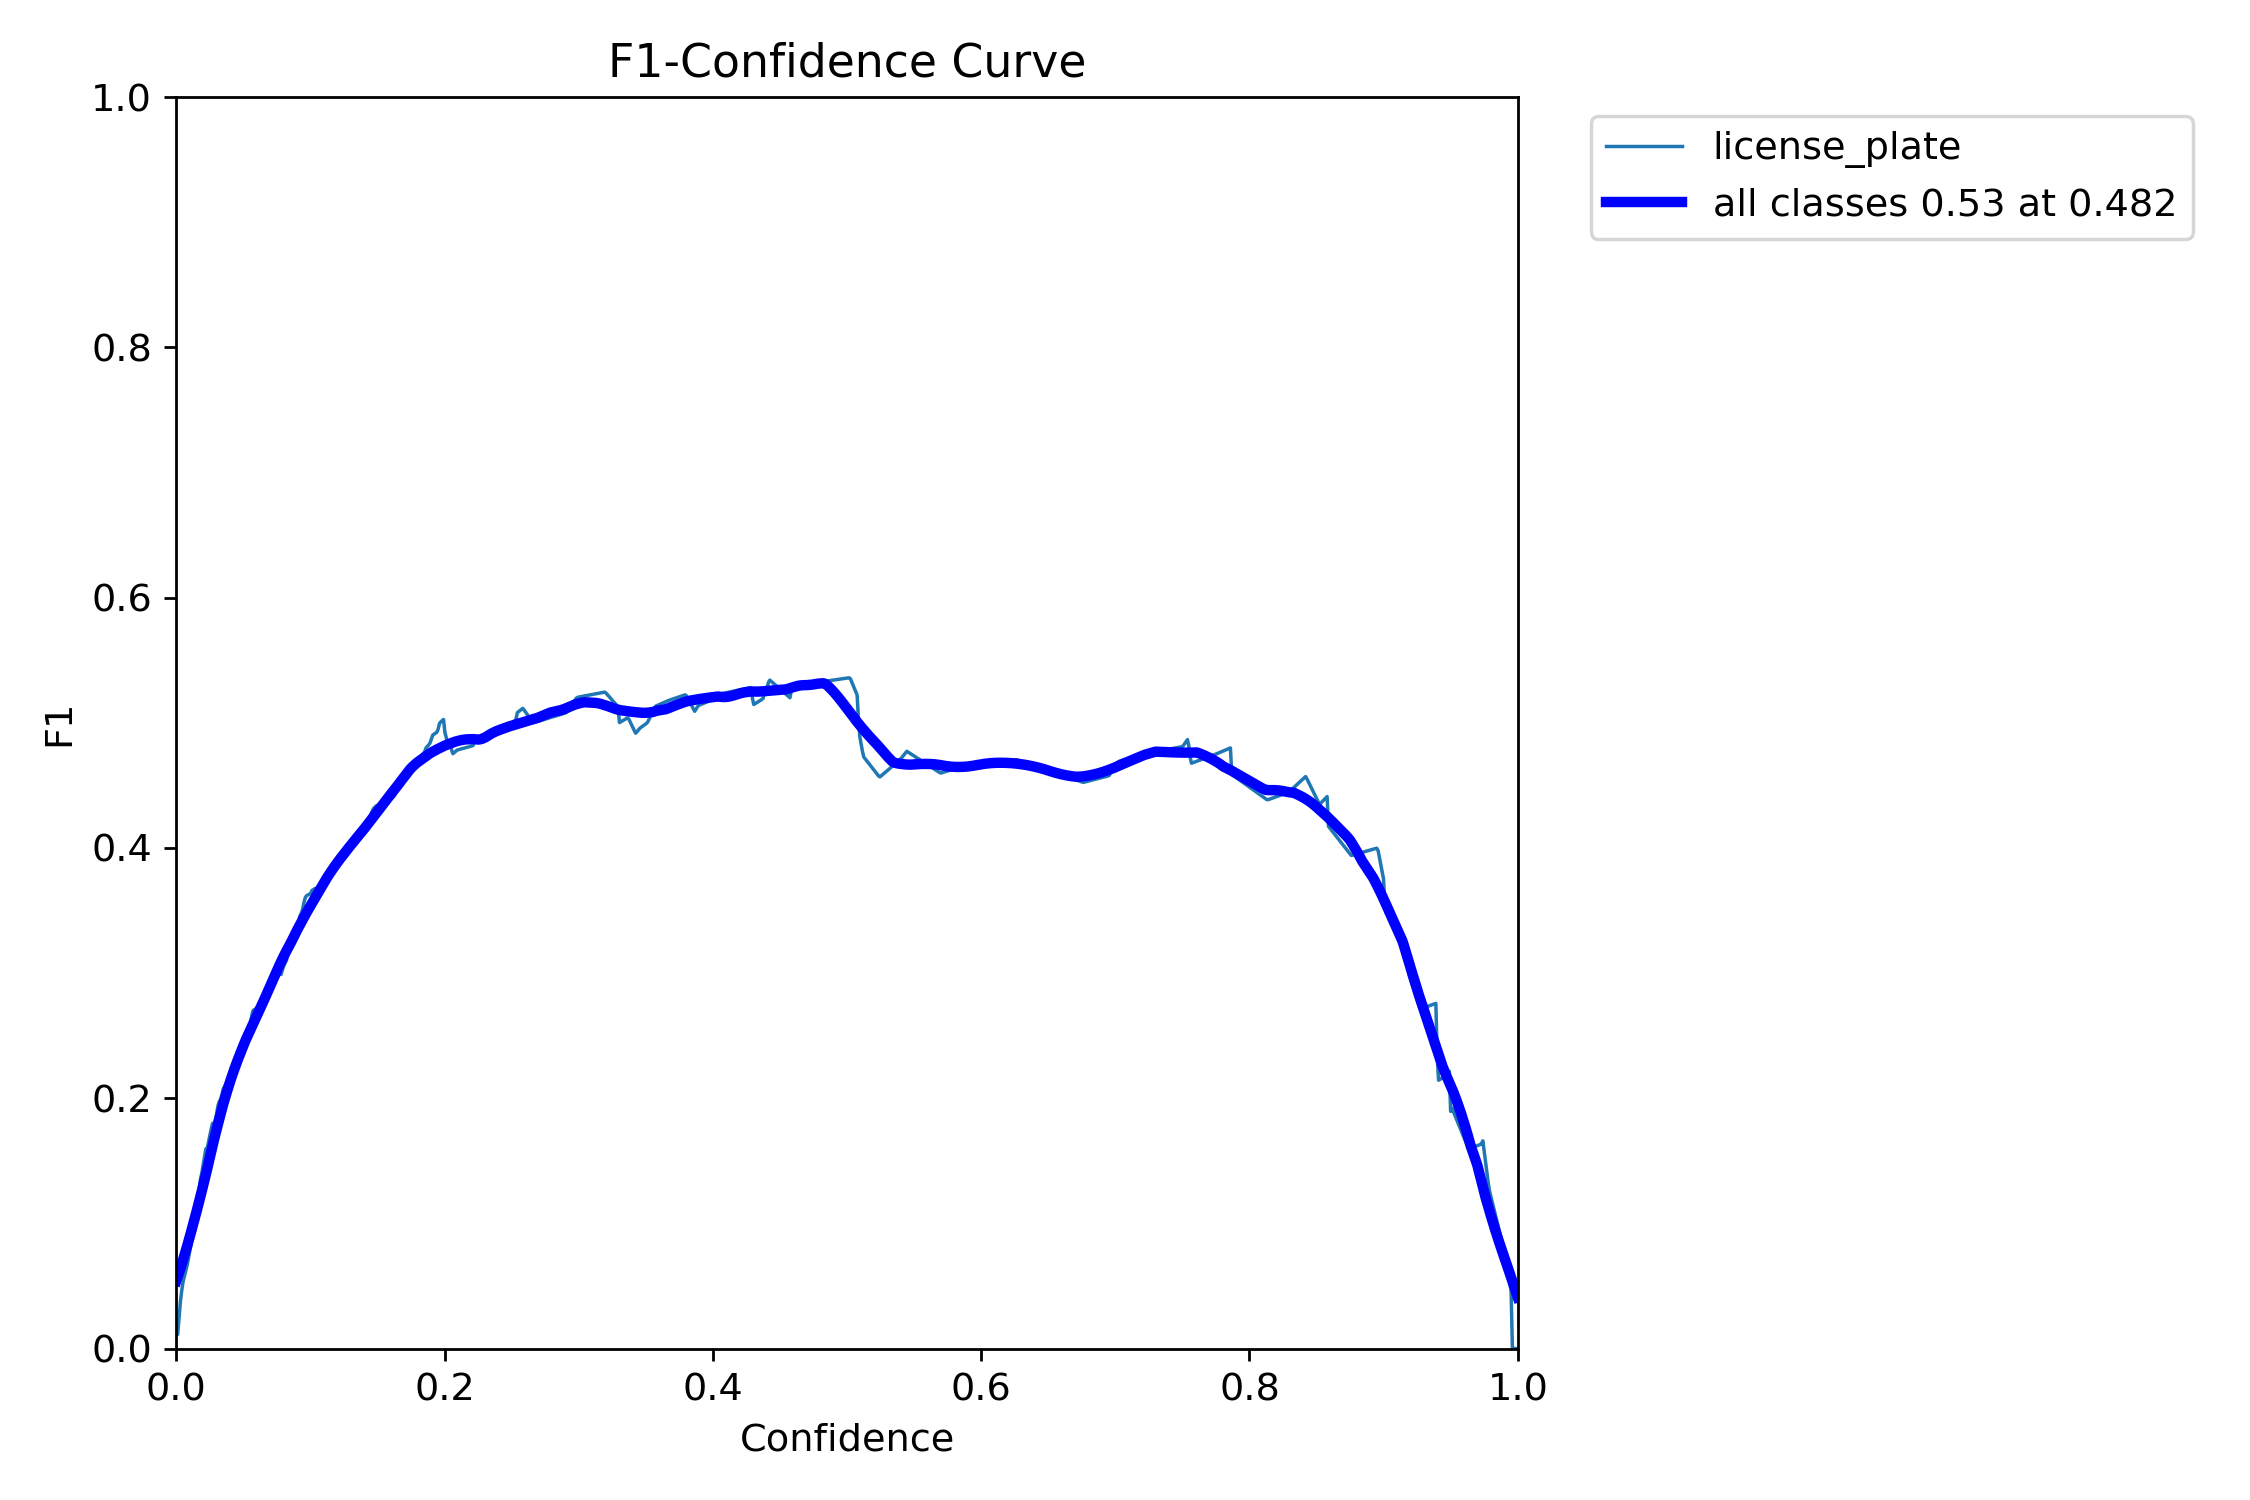 F1-Confidence Curve
license_plate
all classes 0.53 at 0.482
1.0
0.8
0.6
0.4
0.2
0.0
F1
0.0 0.2 0.4 0.6 0.8 1.0
Confidence